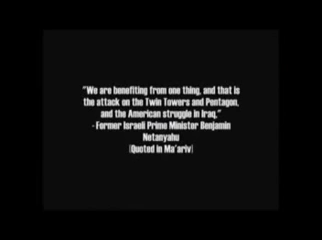 "We are benefiting from one thing, and that is
the attack on the Twin Towers and Pentagon,
and the American struggle in Iraq,"
- Former Israeli Prime Minister Benjamin
Netanyahu
[Quoted in Ma'ariv]